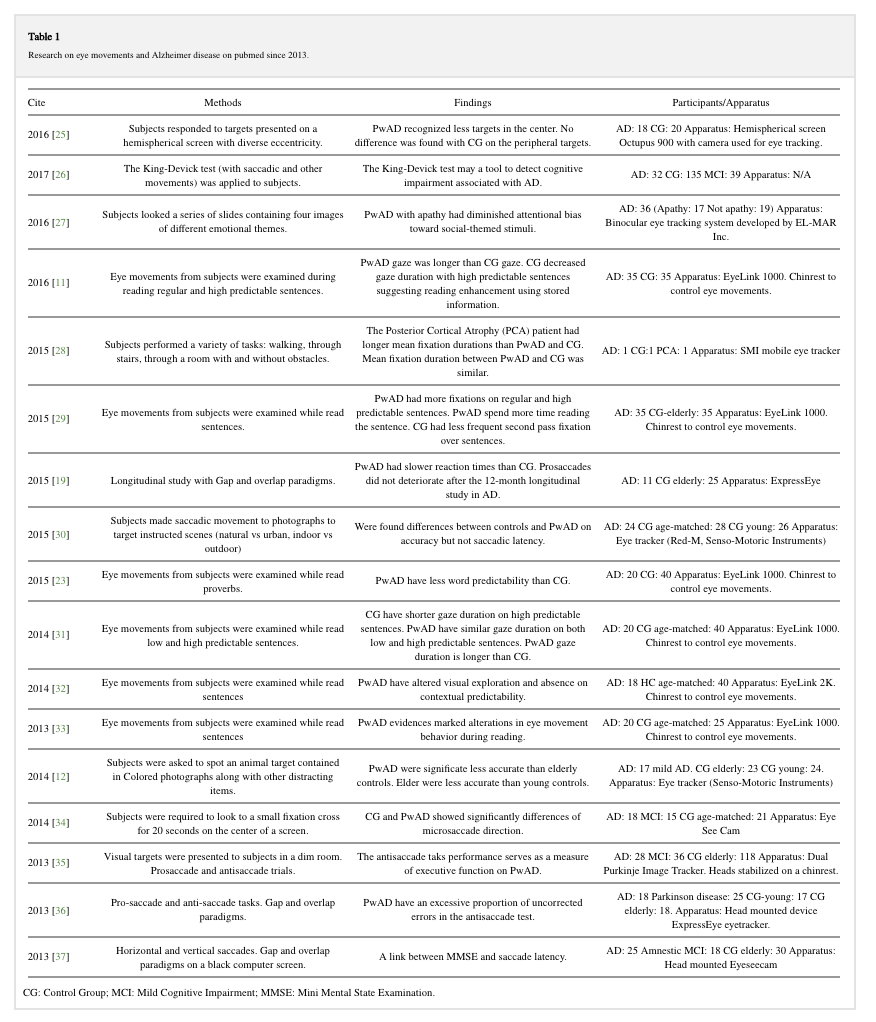 Table 1
Research on eye movements and Alzheimer disease on pubmed since 2013.
Cite Methods Findings Participants/Apparatus
2016 [25]
Subjects responded to targets presented on a
hemispherical screen with diverse eccentricity.
PwAD recognized less targets in the center. No
difference was found with CG on the peripheral targets.
AD: 18 CG: 20 Apparatus: Hemispherical screen
Octupus 900 with camera used for eye tracking.
2017 [26]
The King-Devick test (with saccadic and other
movements) was applied to subjects.
The King-Devick test may a tool to detect cognitive
impairment associated with AD.
AD: 32 CG: 135 MCI: 39 Apparatus: N/A
2016 [27]
Subjects looked a series of slides containing four images
of different emotional themes.
PwAD with apathy had diminished attentional bias
toward social-themed stimuli.
AD: 36 (Apathy: 17 Not apathy: 19) Apparatus:
Binocular eye tracking system developed by EL-MAR
Inc.
2016 [11]
Eye movements from subjects were examined during
reading regular and high predictable sentences.
PwAD gaze was longer than CG gaze. CG decreased
gaze duration with high predictable sentences
suggesting reading enhancement using stored
information.
AD: 35 CG: 35 Apparatus: EyeLink 1000. Chinrest to
control eye movements.
2015 [28]
Subjects performed a variety of tasks: walking, through
stairs, through a room with and without obstacles.
The Posterior Cortical Atrophy (PCA) patient had
longer mean fixation durations than PwAD and CG.
Mean fixation duration between PwAD and CG was
similar.
AD: 1 CG:1 PCA: 1 Apparatus: SMI mobile eye tracker
2015 [29]
Eye movements from subjects were examined while read
sentences.
PwAD had more fixations on regular and high
predictable sentences. PwAD spend more time reading
the sentence. CG had less frequent second pass fixation
over sentences.
AD: 35 CG-elderly: 35 Apparatus: EyeLink 1000.
Chinrest to control eye movements.
2015 [19]
Longitudinal study with Gap and overlap paradigms.
PwAD had slower reaction times than CG. Prosaccades
did not deteriorate after the 12-month longitudinal
study in AD.
AD: 11 CG elderly: 25 Apparatus: ExpressEye
2015 [30]
Subjects made saccadic movement to photographs to
target instructed scenes (natural vs urban, indoor vs
outdoor)
Were found differences between controls and PwAD on
accuracy but not saccadic latency.
AD: 24 CG age-matched: 28 CG young: 26 Apparatus:
Eye tracker (Red-M, Senso-Motoric Instruments)
2015 [23]
Eye movements from subjects were examined while read
proverbs.
PwAD have less word predictability than CG.
AD: 20 CG: 40 Apparatus: EyeLink 1000. Chinrest to
control eye movements.
2014 [31]
Eye movements from subjects were examined while read
low and high predictable sentences.
CG have shorter gaze duration on high predictable
sentences. PwAD have similar gaze duration on both
low and high predictable sentences. PwAD gaze
duration is longer than CG.
AD: 20 CG age-matched: 40 Apparatus: EyeLink 1000.
Chinrest to control eye movements.
2014 [32]
Eye movements from subjects were examined while read
sentences
PwAD have altered visual exploration and absence on
contextual predictability.
AD: 18 HC age-matched: 40 Apparatus: EyeLink 2K.
Chinrest to control eye movements.
2013 [33]
Eye movements from subjects were examined while read
sentences
PwAD evidences marked alterations in eye movement
behavior during reading.
AD: 20 CG age-matched: 25 Apparatus: EyeLink 1000.
Chinrest to control eye movements.
2014 [12]
Subjects were asked to spot an animal target contained
in Colored photographs along with other distracting
items.
PwAD were significate less accurate than elderly
controls. Elder were less accurate than young controls.
AD: 17 mild AD. CG elderly: 23 CG young: 24.
Apparatus: Eye tracker (Senso-Motoric Instruments)
2014 [34]
Subjects were required to look to a small fixation cross
for 20 seconds on the center of a screen.
CG and PwAD showed significantly differences of
microsaccade direction.
AD: 18 MCI: 15 CG age-matched: 21 Apparatus: Eye
See Cam
2013 [35]
Visual targets were presented to subjects in a dim room.
Prosaccade and antisaccade trials.
The antisaccade taks performance serves as a measure
of executive function on PwAD.
AD: 28 MCI: 36 CG elderly: 118 Apparatus: Dual
Purkinje Image Tracker. Heads stabilized on a chinrest.
2013 [36]
Pro-saccade and anti-saccade tasks. Gap and overlap
paradigms.
PwAD have an excessive proportion of uncorrected
errors in the antisaccade test.
AD: 18 Parkinson disease: 25 CG-young: 17 CG
elderly: 18. Apparatus: Head mounted device
ExpressEye eyetracker.
2013 [37]
Horizontal and vertical saccades. Gap and overlap
paradigms on a black computer screen.
A link between MMSE and saccade latency.
AD: 25 Amnestic MCI: 18 CG elderly: 30 Apparatus:
Head mounted Eyeseecam
CG: Control Group; MCI: Mild Cognitive Impairment; MMSE: Mini Mental State Examination.